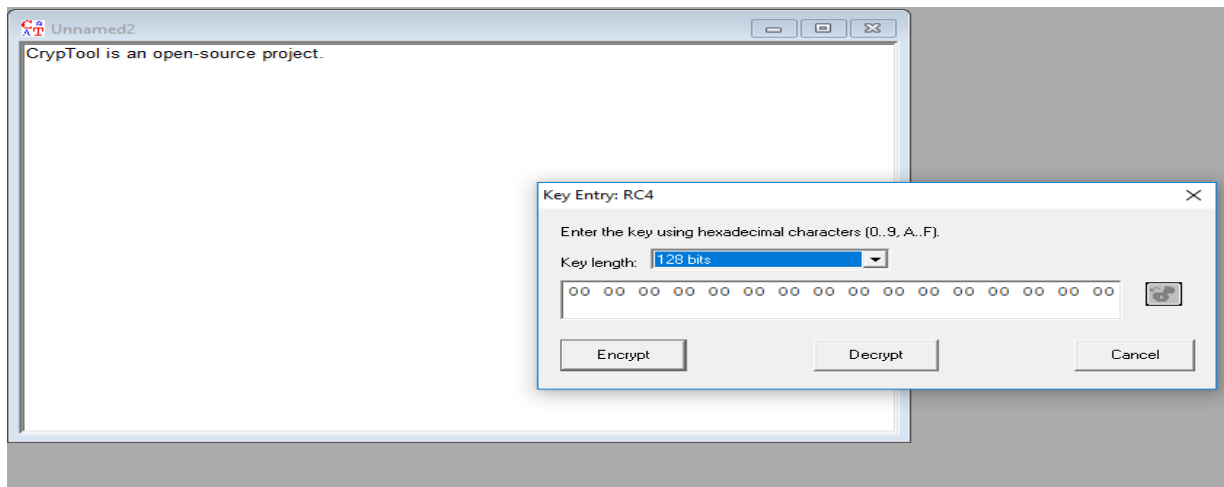 Unnamed2
CrypTool is an open-source project.
Key Entry: RC4
Enter the key using hexadecimal characters (0..9, A..F).
Key length: 128 bits
00 00 00 00 00 00 00 00 00 00 00 00 00 00 00 00
Encrypt Decrypt Cancel